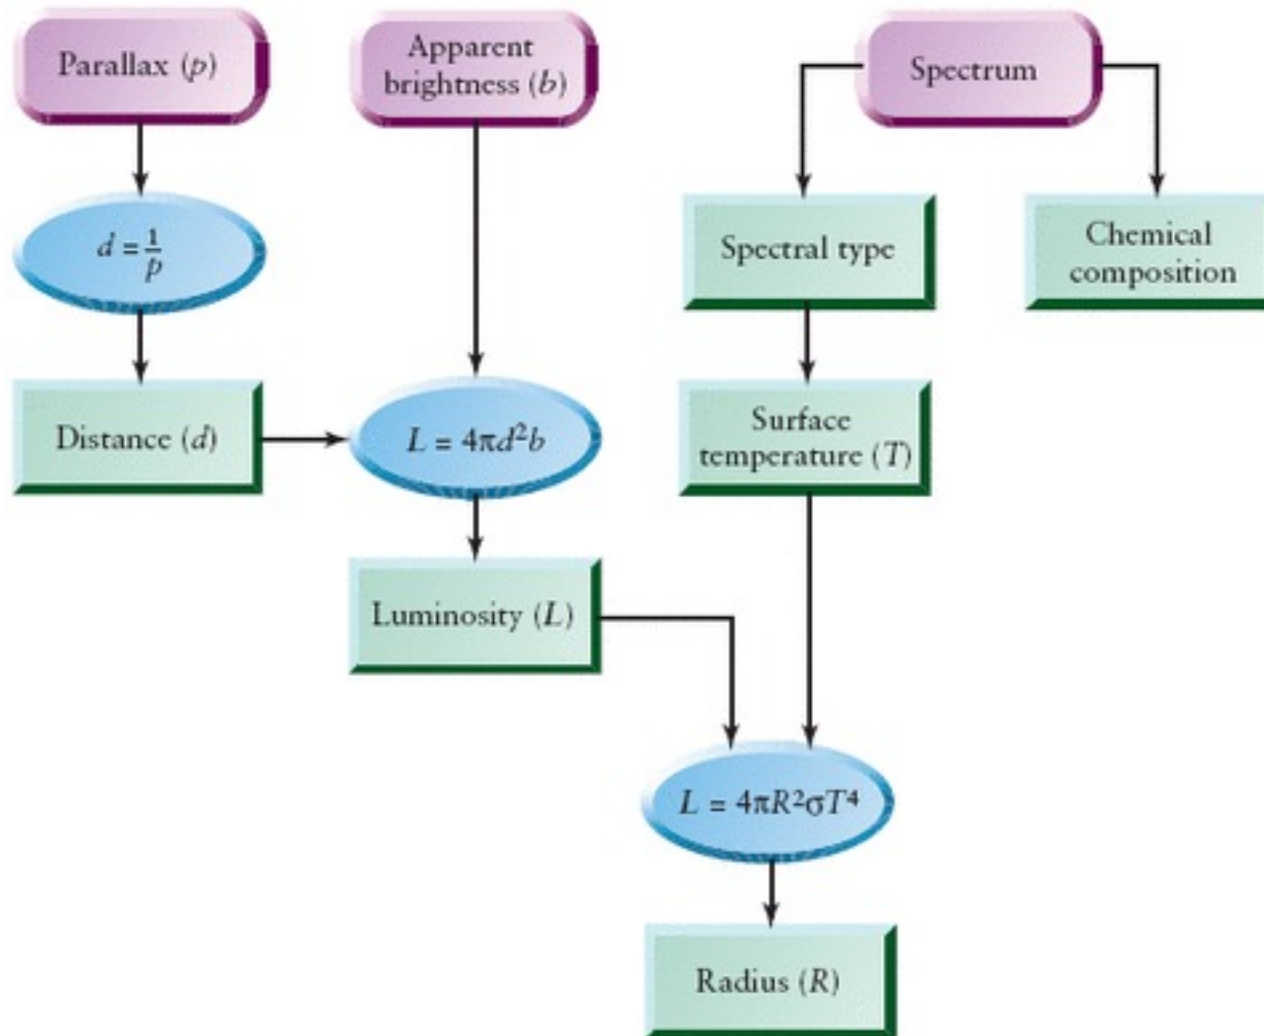 Parallax (p)
Apparent
brightness (b)
Spectrum
d = 1/p
Spectral type
Chemical
composition
Distance (d)
L = 4πd²b
Surface
temperature (T)
Luminosity (L)
L = 4πR²σT⁴
Radius (R)